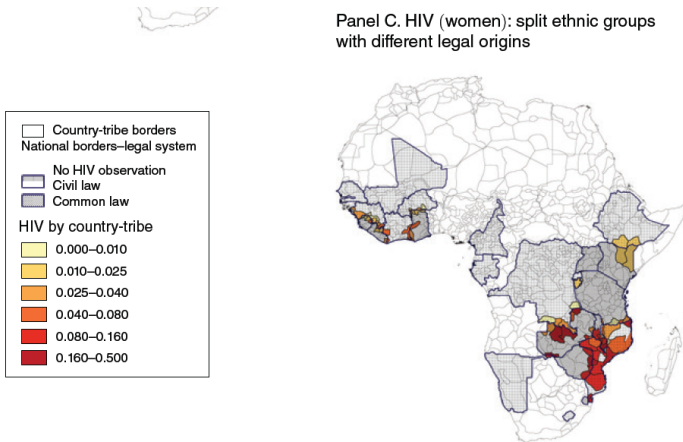 Panel C. HIV (women): split ethnic groups
with different legal origins
Country-tribe borders
National borders–legal system
No HIV observation
Civil law
Common law
HIV by country-tribe
0.000–0.010
0.010–0.025
0.025–0.040
0.040–0.080
0.080–0.160
0.160–0.500